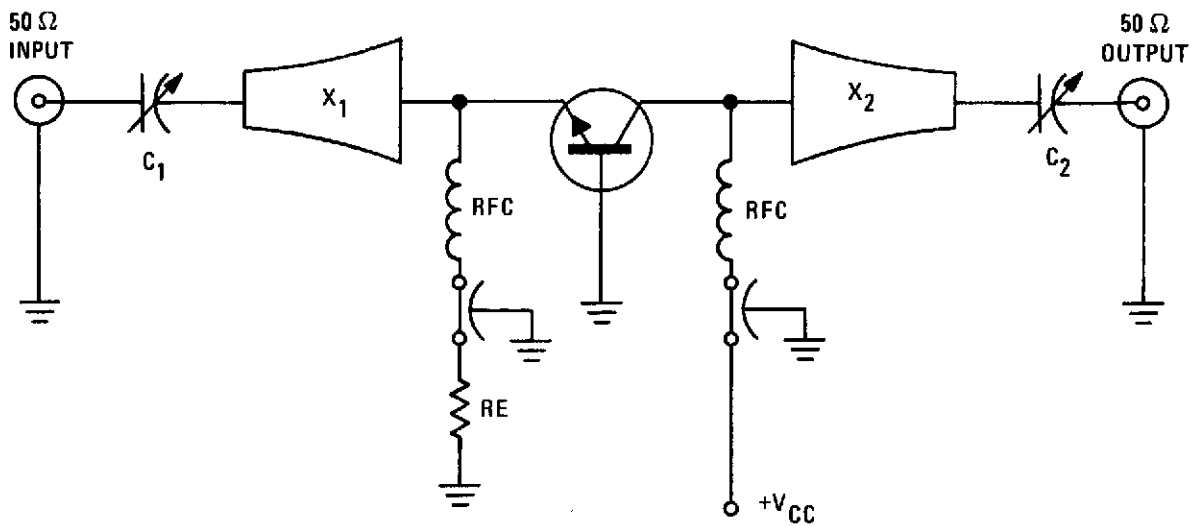 50 Ω
INPUT
50 Ω
OUTPUT
X1
X2
C1
C2
RFC
RFC
RE
+VCC